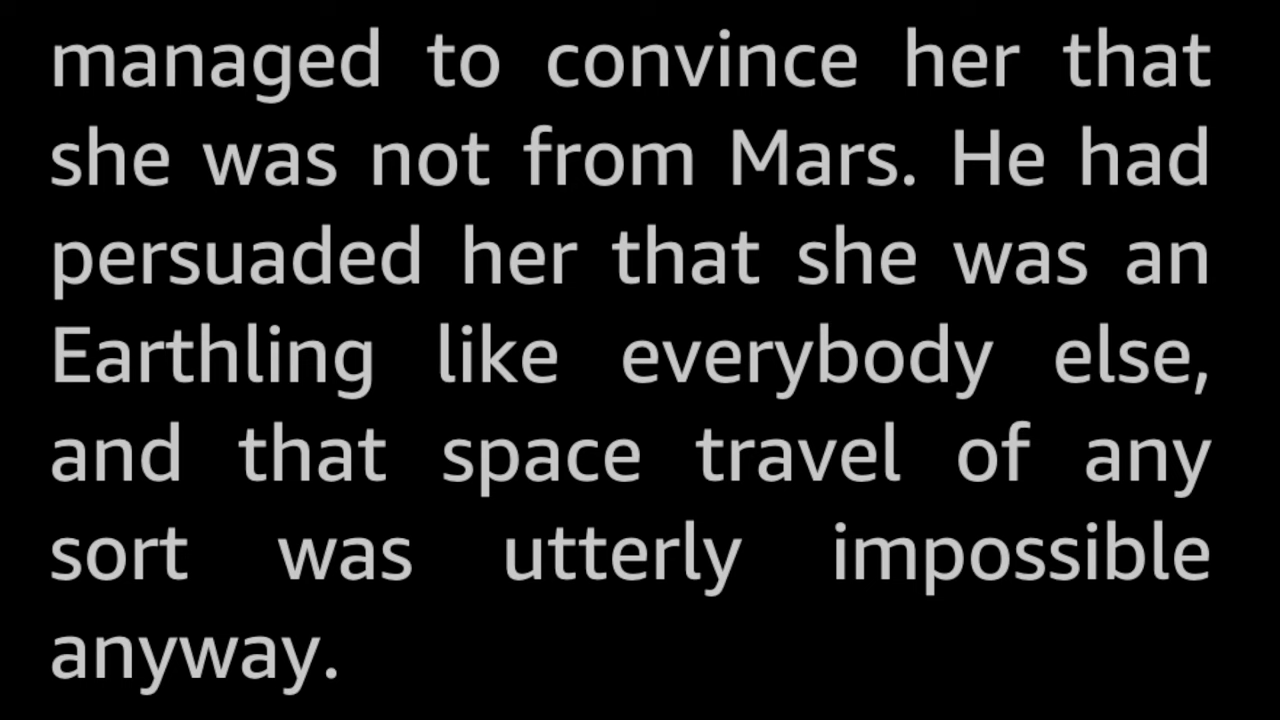 managed to convince her that
she was not from Mars. He had
persuaded her that she was an
Earthling like everybody else,
and that space travel of any
sort was utterly impossible
anyway.